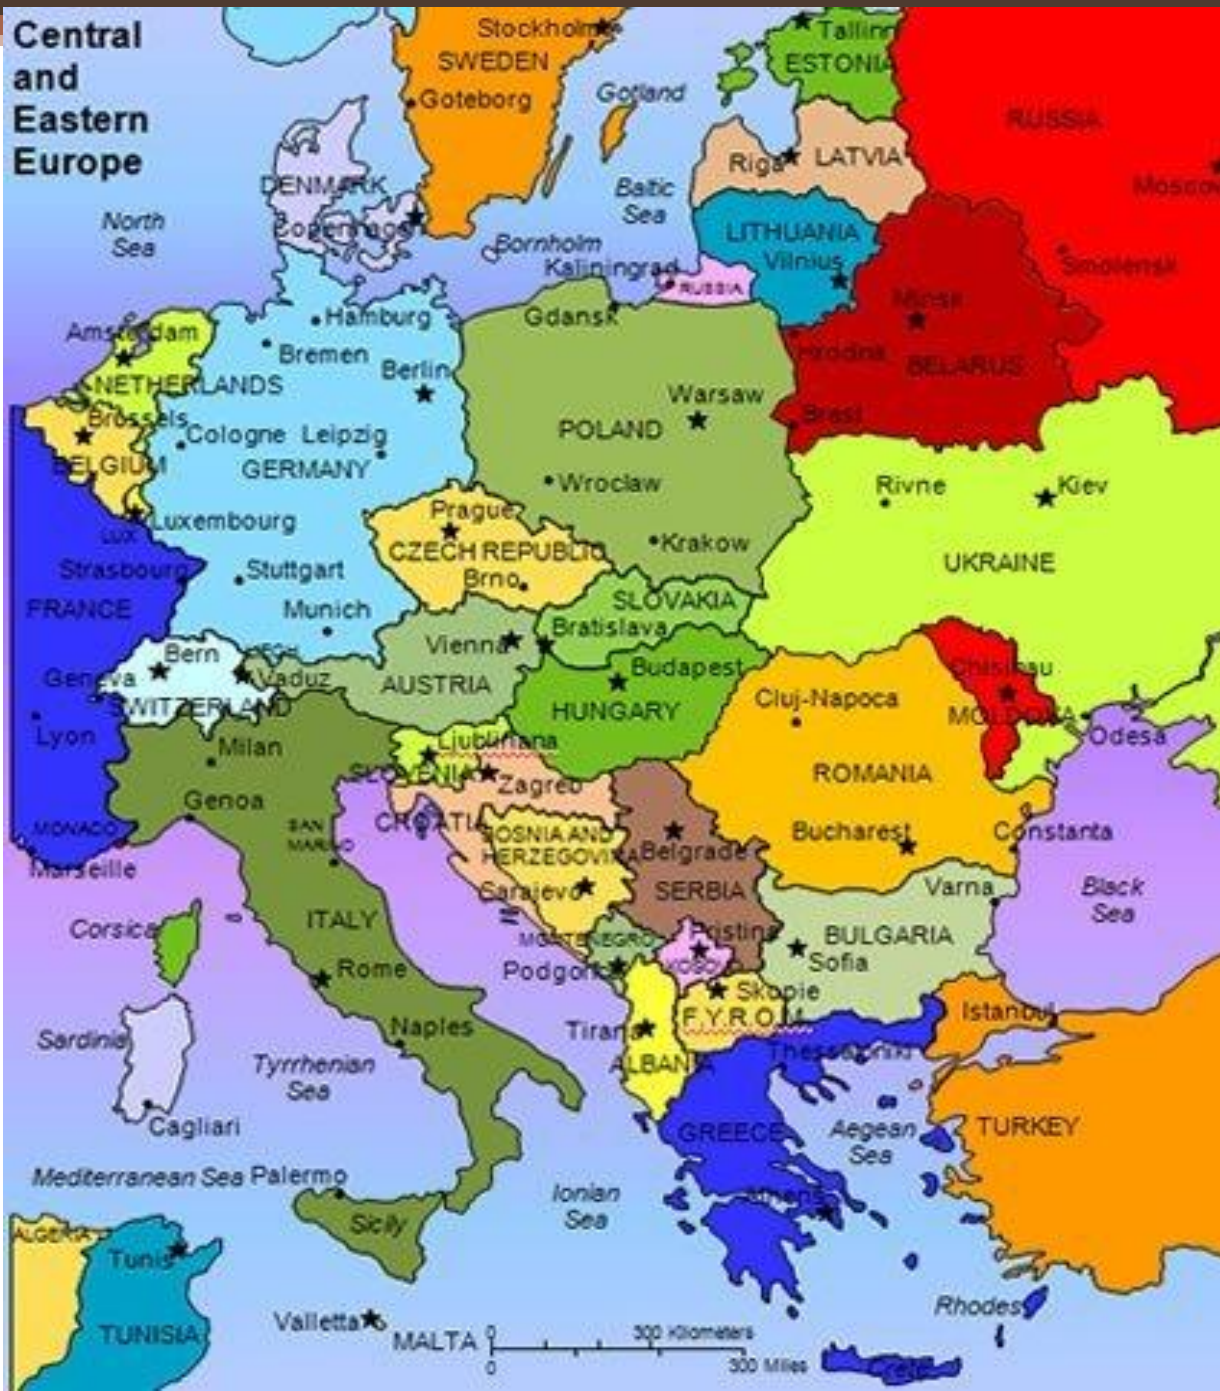 Central
and
Eastern
Europe
Stockholm
SWEDEN
Goteborg
Gotland
Tallinn
ESTONIA
RUSSIA
Moscow
Riga
LATVIA
DENMARK
Copenhagen
North
Sea
Baltic
Sea
Bornholm
LITHUANIA
Vilnius
Kaliningrad
RUSSIA
Smolensk
Minsk
Hrodna
BELARUS
Brest
Gdansk
Amsterdam
NETHERLANDS
Hamburg
Bremen
Berlin
Warsaw
POLAND
Brussels
BELGIUM
Cologne
Leipzig
GERMANY
Wroclaw
Rivne
Kiev
UKRAINE
Luxembourg
LUX
Prague
CZECH REPUBLIC
Brno
Krakow
Strasbourg
FRANCE
Stuttgart
Munich
SLOVAKIA
Bratislava
Vienna
Bern
Vaduz
Geneva
SWITZERLAND
AUSTRIA
Budapest
HUNGARY
Cluj-Napoca
Chisinau
MOLDOVA
Odesa
Lyon
Milan
Ljubljana
SLOVENIA
Zagreb
ROMANIA
Genoa
MONACO
Marseille
SAN
MARINO
CROATIA
BOSNIA AND
HERZEGOVINA
Belgrade
Bucharest
Constanta
Sarajevo
SERBIA
Varna
Black
Sea
Corsica
ITALY
MONTENEGRO
Pristina
KOSOVO
BULGARIA
Sofia
Podgorica
Rome
Skopje
F.Y.R.O.M.
Istanbul
Sardinia
Naples
Tirana
ALBANIA
Thessaloniki
Tyrrhenian
Sea
Cagliari
GREECE
Aegean
Sea
TURKEY
Mediterranean Sea
Palermo
Ionian
Sea
Athens
Sicily
ALGERIA
Tunis
TUNISIA
Valletta
MALTA
0
300 Kilometers
0
300 Miles
Rhodes